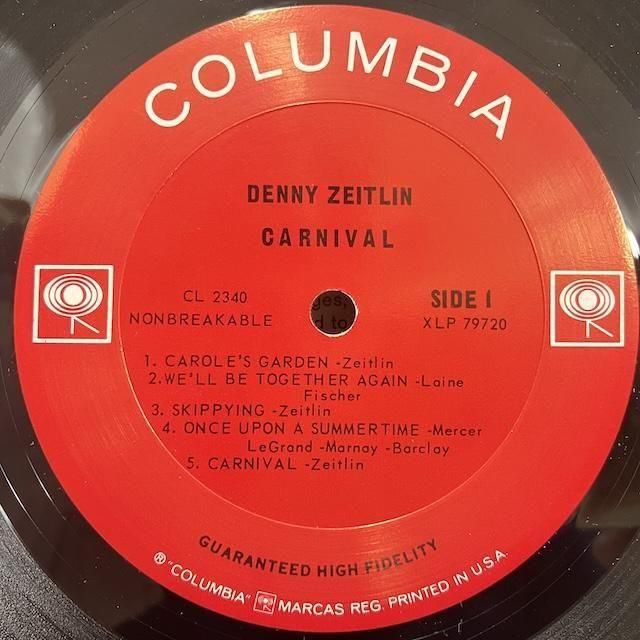 COLUMBIA
DENNY ZEITLIN
CARNIVAL
CL 2340
NONBREAKABLE
SIDE 1
XLP 79720
1. CAROLE'S GARDEN -Zeitlin
2.WE'LL BE TOGETHER AGAIN -Laine
Fischer
3. SKIPPYING -Zeitlin
4. ONCE UPON A SUMMERTIME -Mercer
LeGrand -Marnay -Barclay
5. CARNIVAL -Zeitlin
GUARANTEED HIGH FIDELITY
® "COLUMBIA" MARCAS REG. PRINTED IN U.S.A.